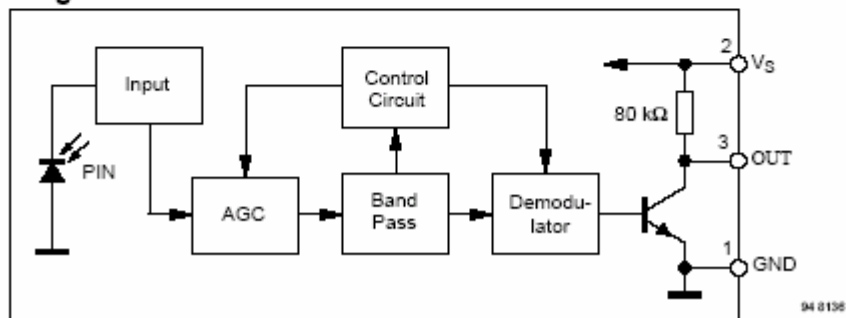 2
VS
Input
Control
Circuit
80 kΩ
3
OUT
PIN
AGC
Band
Pass
Demodu-
lator
1
GND
94 8136